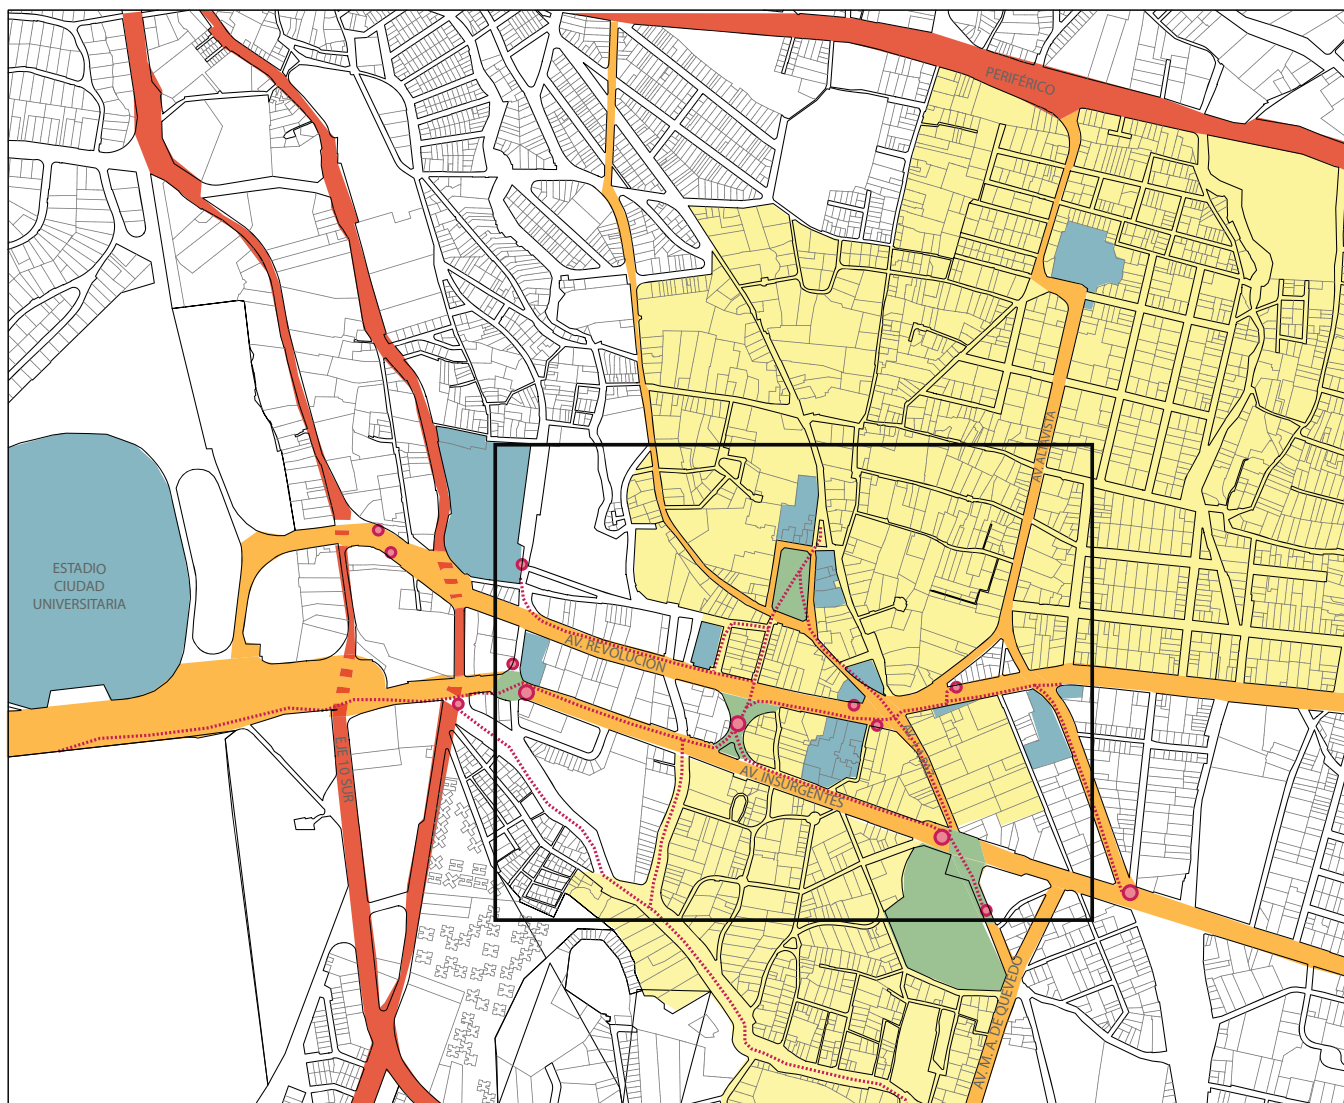 PERIFÉRICO
AV. ALTAVISTA
ESTADIO
CIUDAD
UNIVERSITARIA
AV. REVOLUCIÓN
EJE 10 SUR
AV. INSURGENTES
AV. M. A. DE QUEVEDO